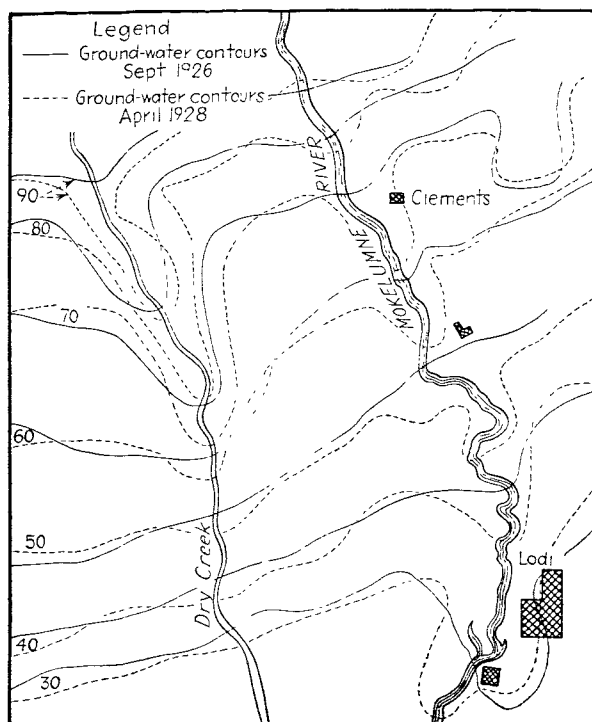 Legend
Ground-water contours
Sept 1926
Ground-water contours
April 1928
RIVER
MOKELUMNE
Clements
90
80
70
60
50
Lodi
Dry Creek
40
30